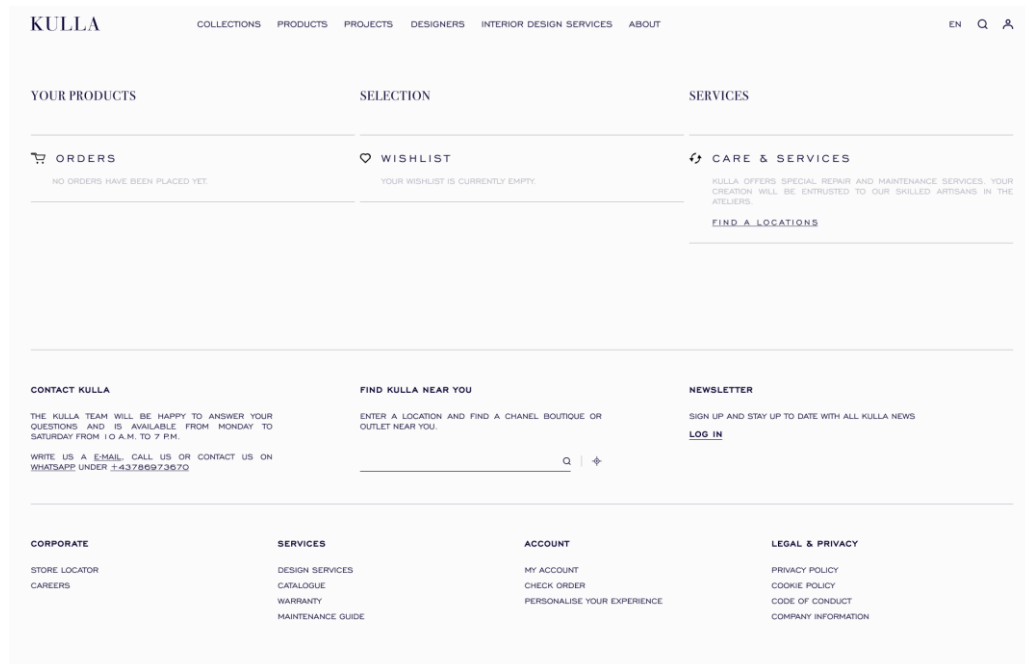 KULLA
COLLECTIONS PRODUCTS PROJECTS DESIGNERS INTERIOR DESIGN SERVICES ABOUT
EN
YOUR PRODUCTS
ORDERS
NO ORDERS HAVE BEEN PLACED YET.
SELECTION
WISHLIST
YOUR WISHLIST IS CURRENTLY EMPTY.
SERVICES
CARE & SERVICES
KULLA OFFERS SPECIAL REPAIR AND MAINTENANCE SERVICES. YOUR
CREATION WILL BE ENTRUSTED TO OUR SKILLED ARTISANS IN THE
ATELIERS.
FIND A LOCATIONS
CONTACT KULLA
THE KULLA TEAM WILL BE HAPPY TO ANSWER YOUR
QUESTIONS AND IS AVAILABLE FROM MONDAY TO
SATURDAY FROM 10 A.M. TO 7 P.M.
WRITE US A E-MAIL, CALL US OR CONTACT US ON
WHATSAPP UNDER +43786973670
FIND KULLA NEAR YOU
ENTER A LOCATION AND FIND A CHANEL BOUTIQUE OR
OUTLET NEAR YOU.
NEWSLETTER
SIGN UP AND STAY UP TO DATE WITH ALL KULLA NEWS
LOG IN
CORPORATE
STORE LOCATOR
CAREERS
SERVICES
DESIGN SERVICES
CATALOGUE
WARRANTY
MAINTENANCE GUIDE
ACCOUNT
MY ACCOUNT
CHECK ORDER
PERSONALISE YOUR EXPERIENCE
LEGAL & PRIVACY
PRIVACY POLICY
COOKIE POLICY
CODE OF CONDUCT
COMPANY INFORMATION